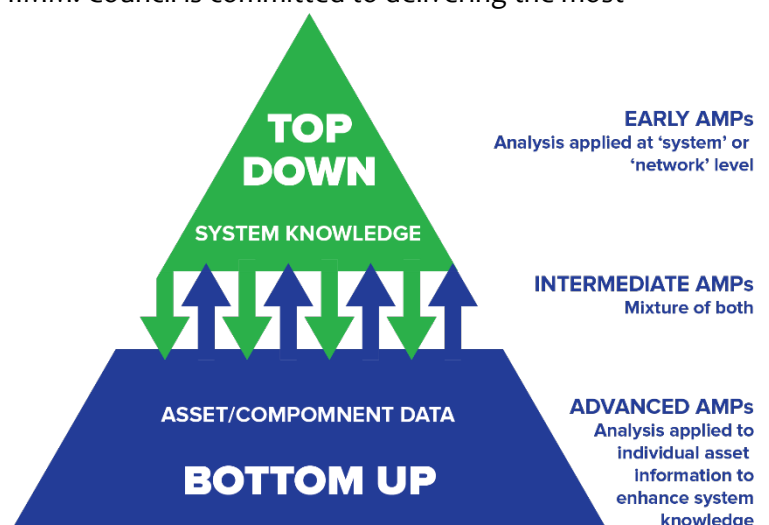 Council is committed to delivering the most
TOP
DOWN
SYSTEM KNOWLEDGE
EARLY AMPs
Analysis applied at ‘system’ or
‘network’ level
INTERMEDIATE AMPs
Mixture of both
ASSET/COMPOMNENT DATA
BOTTOM UP
ADVANCED AMPs
Analysis applied to
individual asset
information to
enhance system
knowledge